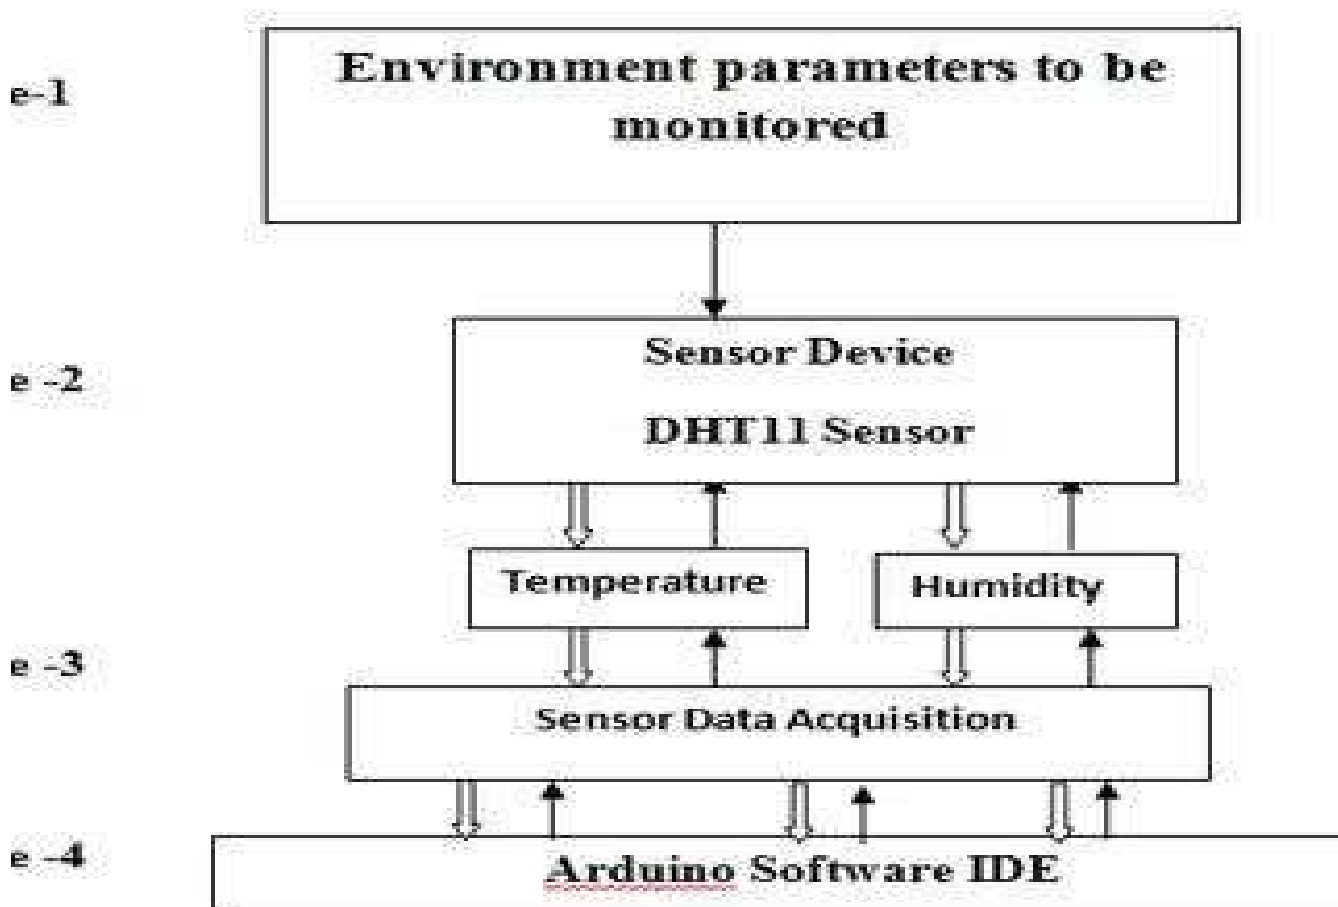 e-1
Environment parameters to be
monitored
e -2
Sensor Device
DHT11 Sensor
Temperature
Humidity
e -3
Sensor Data Acquisition
e -4
Arduino Software IDE